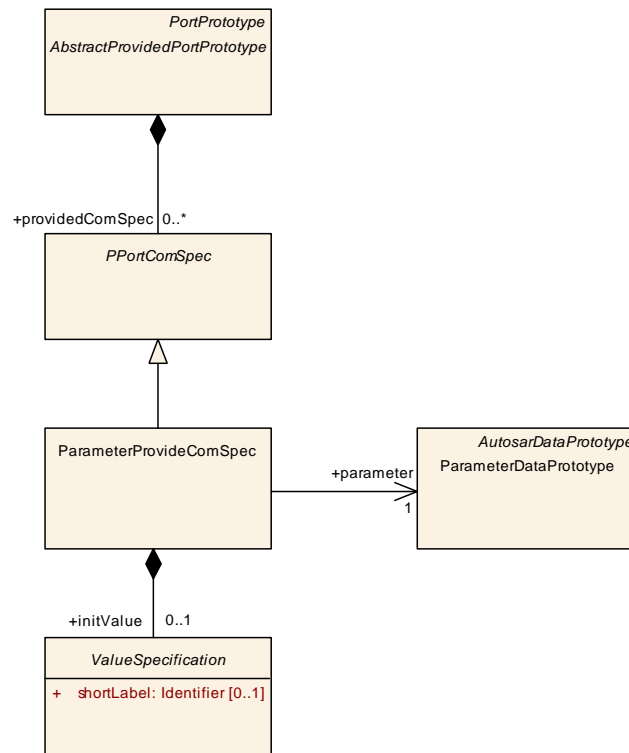 PortPrototype
AbstractProvidedPortPrototype
+providedComSpec 0..*
PPortComSpec
ParameterProvideComSpec
AutosarDataPrototype
ParameterDataPrototype
+parameter
1
+initValue 0..1
ValueSpecification
+ shortLabel: Identifier [0..1]